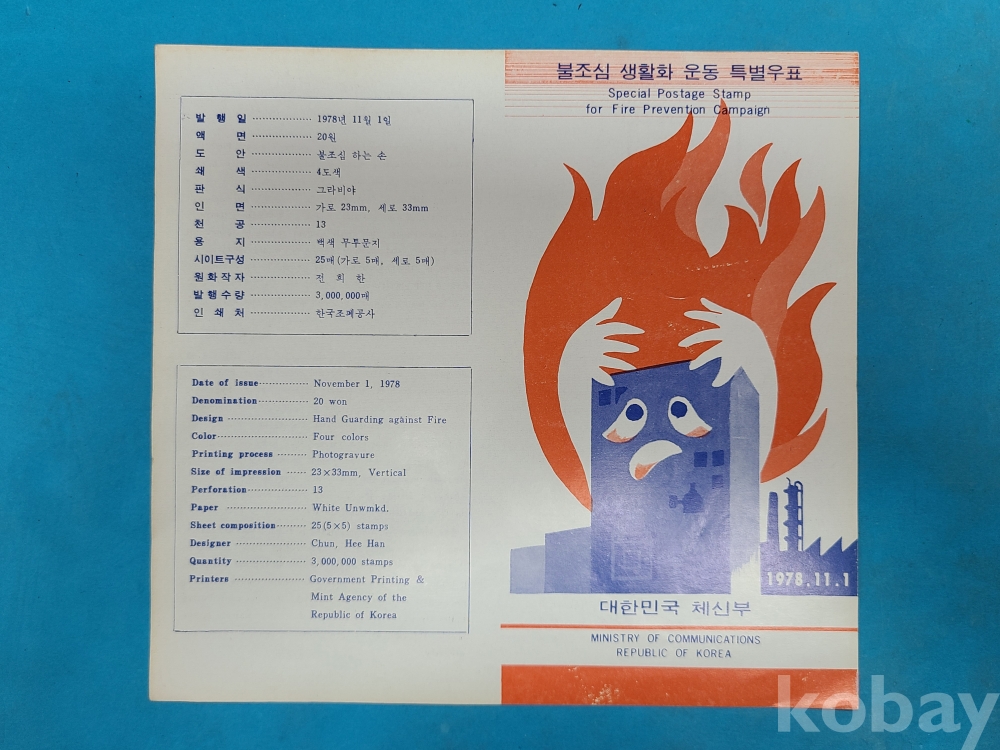 발 행 일 ················ 1978년 11월 1일
액 면 ················ 20원
도 안 ················ 불조심 하는 손
쇄 색 ················ 4도색
판 식 ················ 그라비야
인 면 ················ 가로 23mm, 세로 33mm
천 공 ················ 13
용 지 ················ 백색 무투문지
시이트구성 ················ 25매(가로 5매, 세로 5매)
원화작자 ················ 전 희 한
발행수량 ················ 3,000,000매
인 쇄 처 ················ 한국조폐공사
Date of issue ············· November 1, 1978
Denomination ············· 20 won
Design ···················· Hand Guarding against Fire
Color ······················ Four colors
Printing process ········· Photogravure
Size of impression ······ 23×33mm, Vertical
Perforation ················ 13
Paper ···················· White Unwmkd.
Sheet composition ········ 25(5×5) stamps
Designer ·················· Chun, Hee Han
Quantity ·················· 3,000,000 stamps
Printers ··················· Government Printing &
Mint Agency of the
Republic of Korea
불조심 생활화 운동 특별우표
Special Postage Stamp
for Fire Prevention Campaign
1978.11.1
대한민국 체신부
MINISTRY OF COMMUNICATIONS
REPUBLIC OF KOREA
kobay